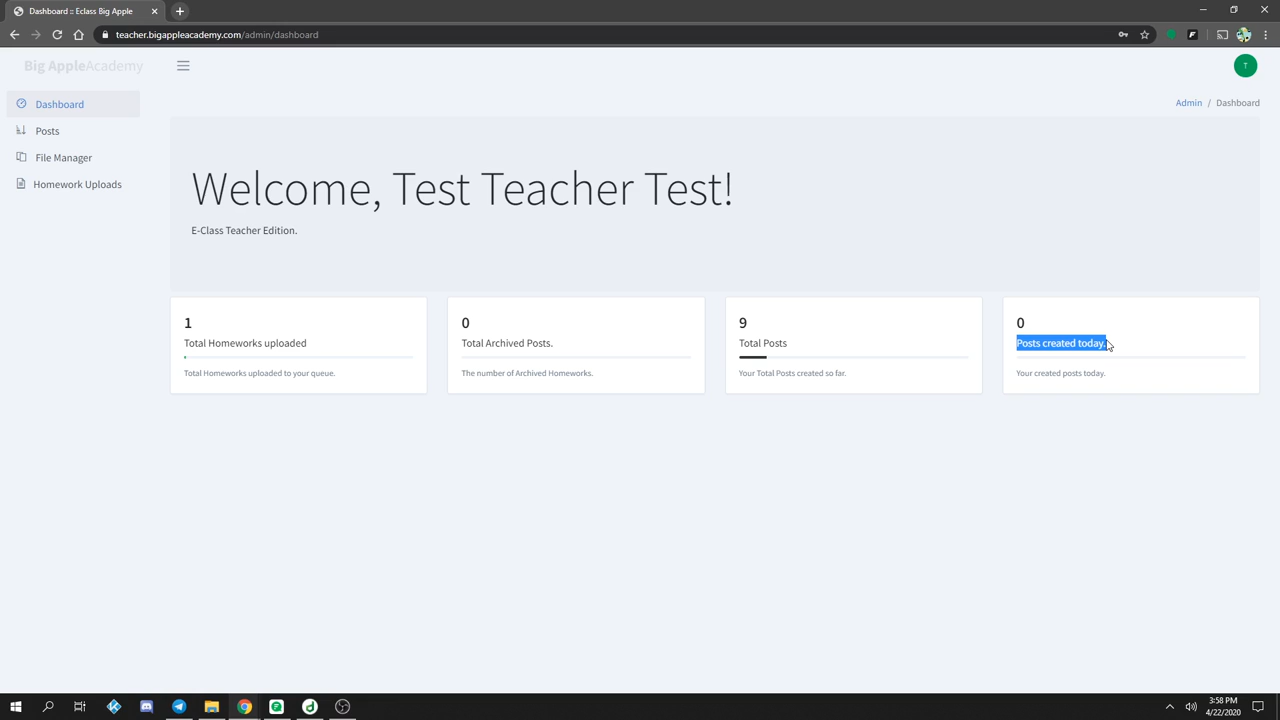 Dashboard :: Eclass Big Apple
teacher.bigappleacademy.com/admin/dashboard
Big AppleAcademy
T
Dashboard
Posts
File Manager
Homework Uploads
Admin / Dashboard
Welcome, Test Teacher Test!
E-Class Teacher Edition.
1
Total Homeworks uploaded
Total Homeworks uploaded to your queue.
0
Total Archived Posts.
The number of Archived Homeworks.
9
Total Posts
Your Total Posts created so far.
0
Posts created today.
Your created posts today.
3:58 PM
4/22/2020